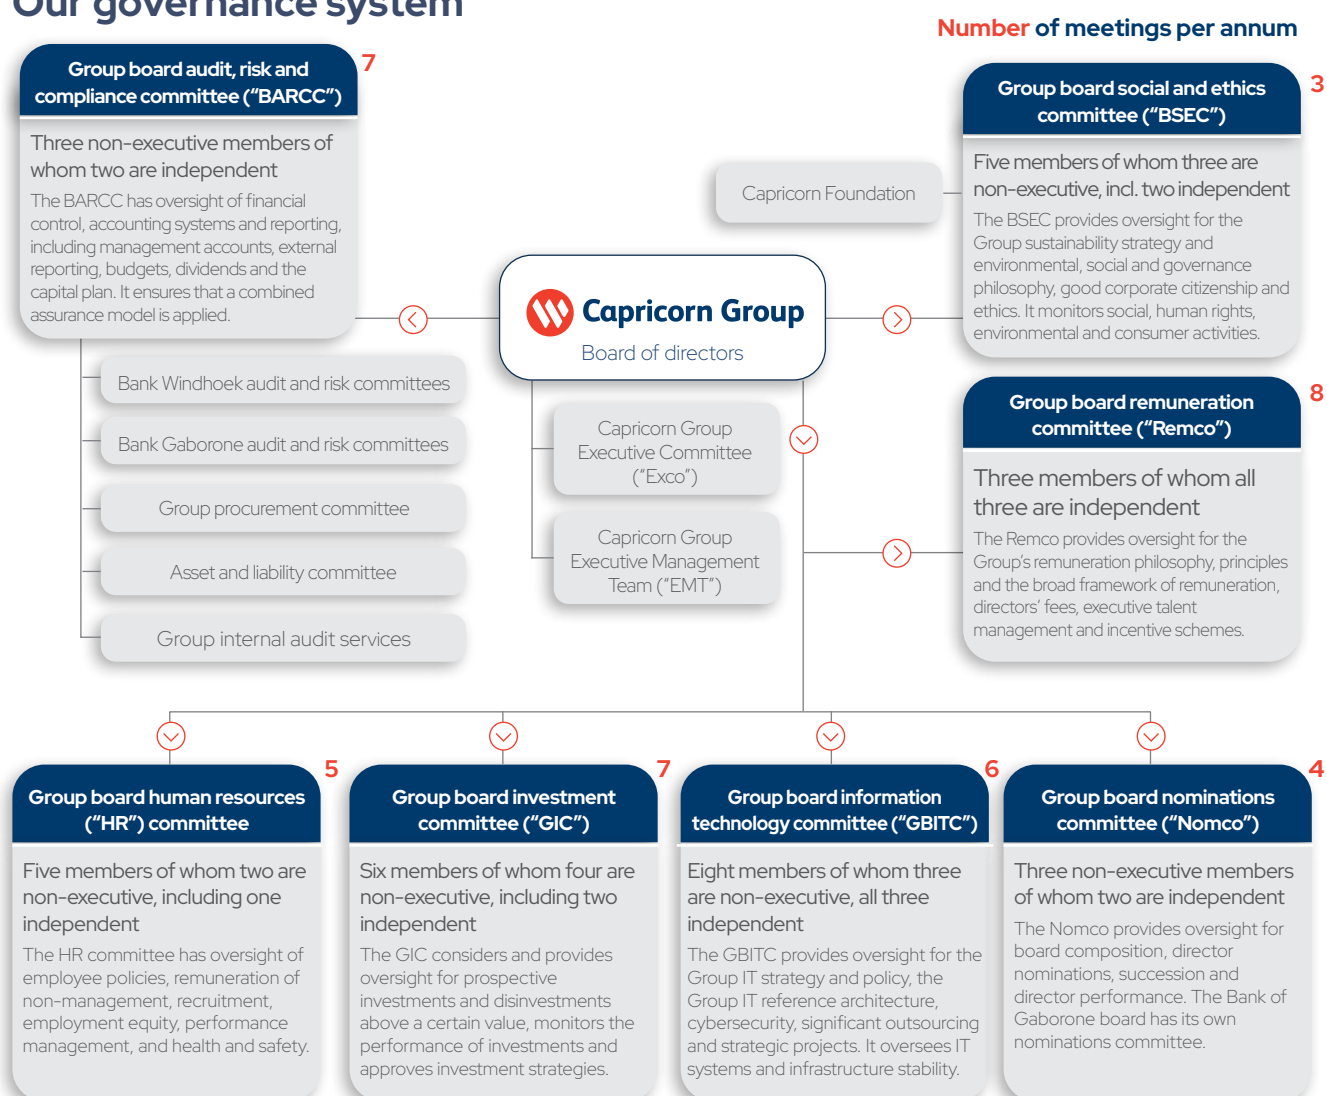 Our governance system
Number of meetings per annum
7
Group board audit, risk and
compliance committee (“BARCC”)
Three non-executive members of
whom two are independent
The BARCC has oversight of financial
control, accounting systems and reporting,
including management accounts, external
reporting, budgets, dividends and the
capital plan. It ensures that a combined
assurance model is applied.
Bank Windhoek audit and risk committees
Bank Gaborone audit and risk committees
Group procurement committee
Asset and liability committee
Group internal audit services
Capricorn Foundation
Capricorn Group
Board of directors
Capricorn Group
Executive Committee
(“Exco”)
Capricorn Group
Executive Management
Team (“EMT”)
3
Group board social and ethics
committee (“BSEC”)
Five members of whom three are
non-executive, incl. two independent
The BSEC provides oversight for the
Group sustainability strategy and
environmental, social and governance
philosophy, good corporate citizenship and
ethics. It monitors social, human rights,
environmental and consumer activities.
8
Group board remuneration
committee (“Remco”)
Three members of whom all
three are independent
The Remco provides oversight for the
Group’s remuneration philosophy, principles
and the broad framework of remuneration,
directors’ fees, executive talent
management and incentive schemes.
5
Group board human resources
(“HR”) committee
Five members of whom two are
non-executive, including one
independent
The HR committee has oversight of
employee policies, remuneration of
non-management, recruitment,
employment equity, performance
management, and health and safety.
7
Group board investment
committee (“GIC”)
Six members of whom four are
non-executive, including two
independent
The GIC considers and provides
oversight for prospective
investments and disinvestments
above a certain value, monitors the
performance of investments and
approves investment strategies.
6
Group board information
technology committee (“GBITC”)
Eight members of whom three
are non-executive, all three
independent
The GBITC provides oversight for the
Group IT strategy and policy, the
Group IT reference architecture,
cybersecurity, significant outsourcing
and strategic projects. It oversees IT
systems and infrastructure stability.
4
Group board nominations
committee (“Nomco”)
Three non-executive members
of whom two are independent
The Nomco provides oversight for
board composition, director
nominations, succession and
director performance. The Bank of
Gaborone board has its own
nominations committee.